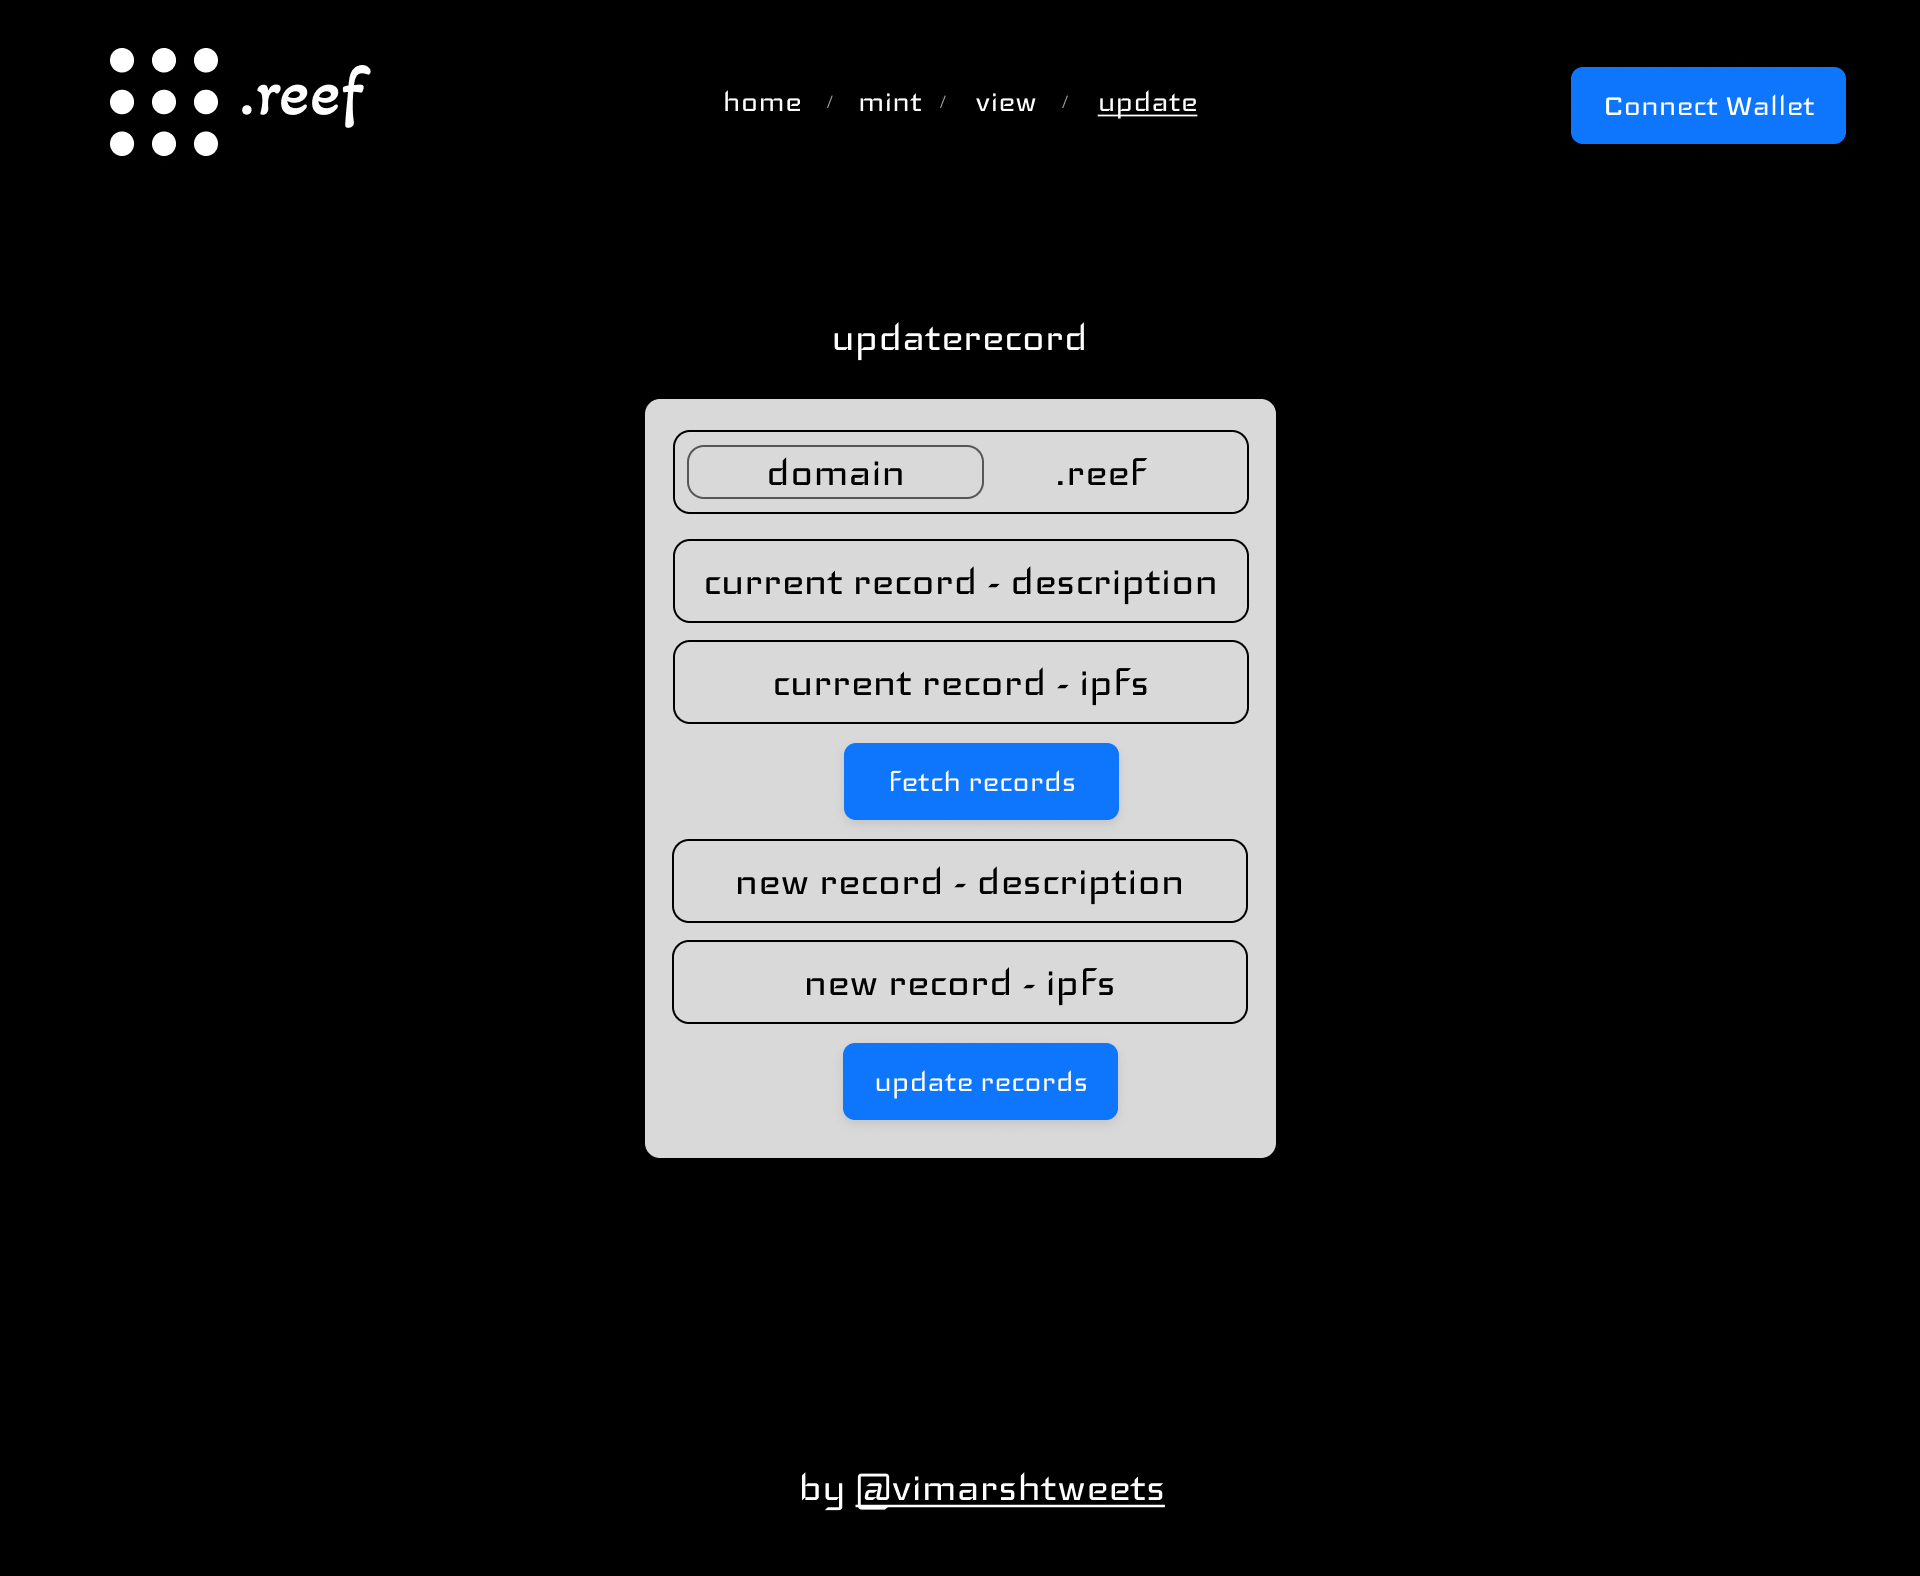 .reef
home / mint / view / update
Connect Wallet
updaterecord
domain .reef
current record - description
current record - ipfs
fetch records
new record - description
new record - ipfs
update records
by @vimarshtweets